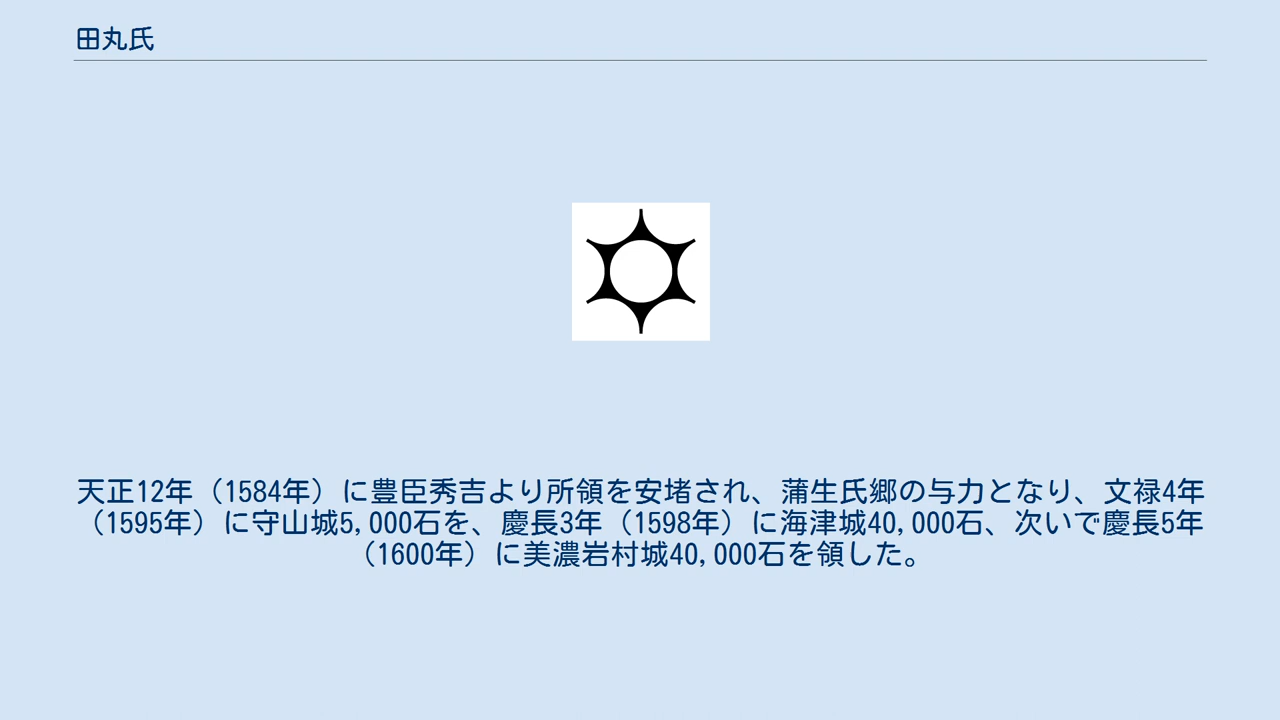 田丸氏
天正12年（1584年）に豊臣秀吉より所領を安堵され、蒲生氏郷の与力となり、文禄4年
（1595年）に守山城5,000石を、慶長3年（1598年）に海津城40,000石、次いで慶長5年
（1600年）に美濃岩村城40,000石を領した。